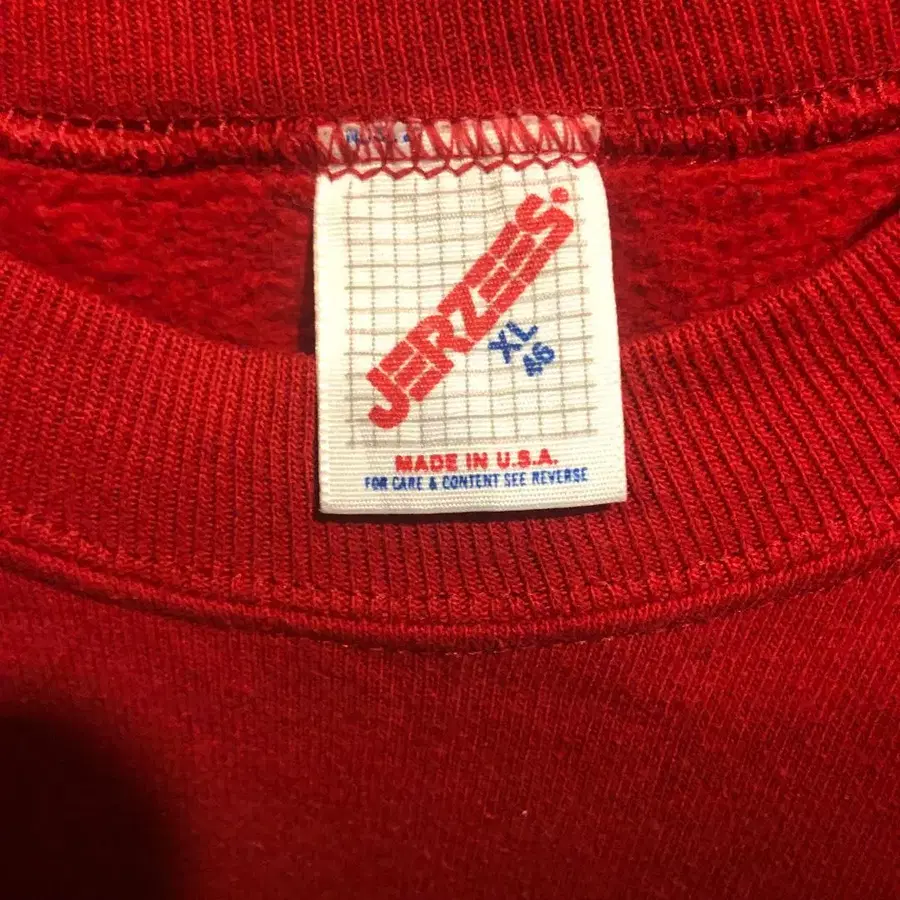 JERZEES.
XL
46
MADE IN U.S.A.
FOR CARE & CONTENT SEE REVERSE